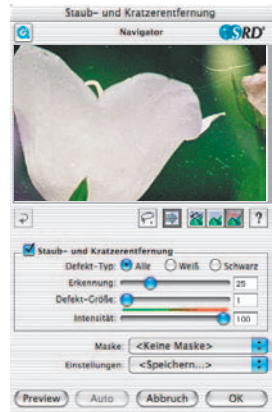 Staub- und Kratzerentfernung
Navigator
SRD®
?
Staub- und Kratzerentfernung
Defekt-Typ: Alle Weiß Schwarz
Erkennung: 25
Defekt-Größe: 1
Intensität: 100
Maske: <Keine Maske>
Einstellungen: <Speichern...>
Preview Auto Abbruch OK